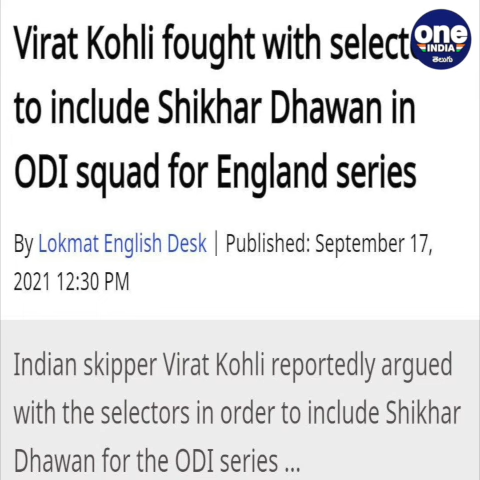 Virat Kohli fought with select
one
INDIA
తెలుగు
to include Shikhar Dhawan in
ODI squad for England series
By Lokmat English Desk | Published: September 17,
2021 12:30 PM
Indian skipper Virat Kohli reportedly argued
with the selectors in order to include Shikhar
Dhawan for the ODI series ...